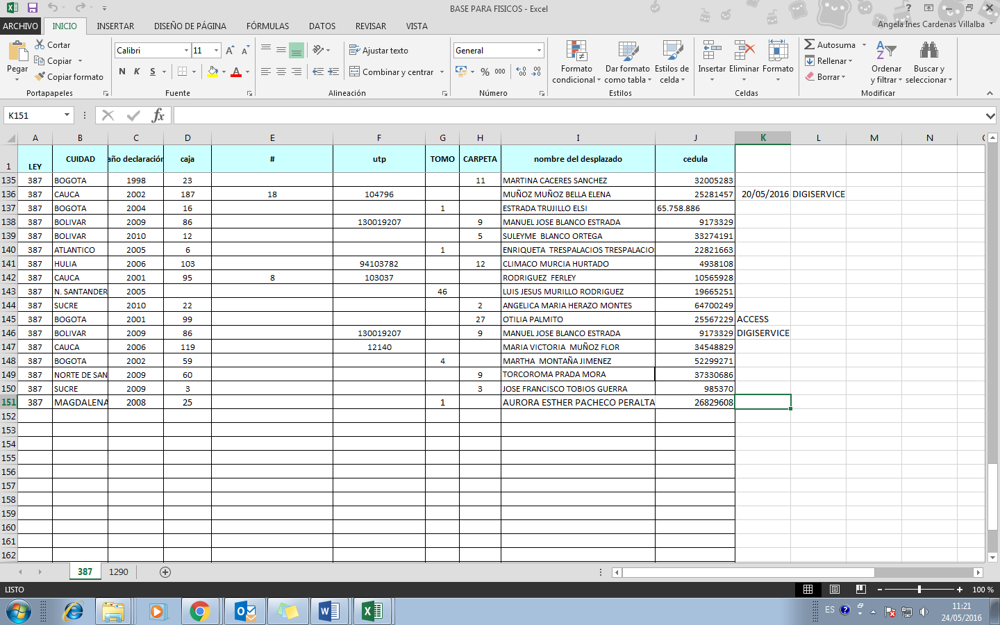 BASE PARA FISICOS - Excel
ARCHIVO INICIO INSERTAR DISEÑO DE PÁGINA FÓRMULAS DATOS REVISAR VISTA Angela Ines Cardenas Villalba
Pegar Cortar Copiar Copiar formato Portapapeles
Calibri 11 N K S Fuente
Ajustar texto Combinar y centrar Alineación
General % 000 Número
Formato condicional Dar formato como tabla Estilos de celda Estilos
Insertar Eliminar Formato Celdas
Autosuma Rellenar Borrar Ordenar y filtrar Buscar y seleccionar Modificar
K151 fx
A B C D E F G H I J K L M N
1 LEY CUIDAD año declaración caja # utp TOMO CARPETA nombre del desplazado cedula
135 387 BOGOTA 1998 23 11 MARTINA CACERES SANCHEZ 32005283
136 387 CAUCA 2002 187 18 104796 MUÑOZ MUÑOZ BELLA ELENA 25281457 20/05/2016 DIGISERVICE
137 387 BOGOTA 2004 16 1 ESTRADA TRUJILLO ELSI 65.758.886
138 387 BOLIVAR 2009 86 130019207 9 MANUEL JOSE BLANCO ESTRADA 9173329
139 387 BOLIVAR 2010 12 5 SULEYME BLANCO ORTEGA 33274191
140 387 ATLANTICO 2005 6 1 ENRIQUETA TRESPALACIOS TRESPALACIO 22821663
141 387 HULIA 2006 103 94103782 12 CLIMACO MURCIA HURTADO 4938108
142 387 CAUCA 2001 95 8 103037 RODRIGUEZ FERLEY 10565928
143 387 N. SANTANDER 2005 46 LUIS JESUS MURILLO RODRIGUEZ 19665251
144 387 SUCRE 2010 22 2 ANGELICA MARIA HERAZO MONTES 64700249
145 387 BOGOTA 2001 99 27 OTILIA PALMITO 25567229 ACCESS
146 387 BOLIVAR 2009 86 130019207 9 MANUEL JOSE BLANCO ESTRADA 9173329 DIGISERVICE
147 387 CAUCA 2006 119 12140 MARIA VICTORIA MUÑOZ FLOR 34548829
148 387 BOGOTA 2002 59 4 MARTHA MONTAÑA JIMENEZ 52299271
149 387 NORTE DE SAN 2009 60 9 TORCOROMA PRADA MORA 37330686
150 387 SUCRE 2009 3 3 JOSE FRANCISCO TOBIOS GUERRA 985370
151 387 MAGDALENA 2008 25 1 AURORA ESTHER PACHECO PERALTA 26829608
152
153
154
155
156
157
158
159
160
161
162
387 1290
LISTO 100 %
ES 11:21
24/05/2016